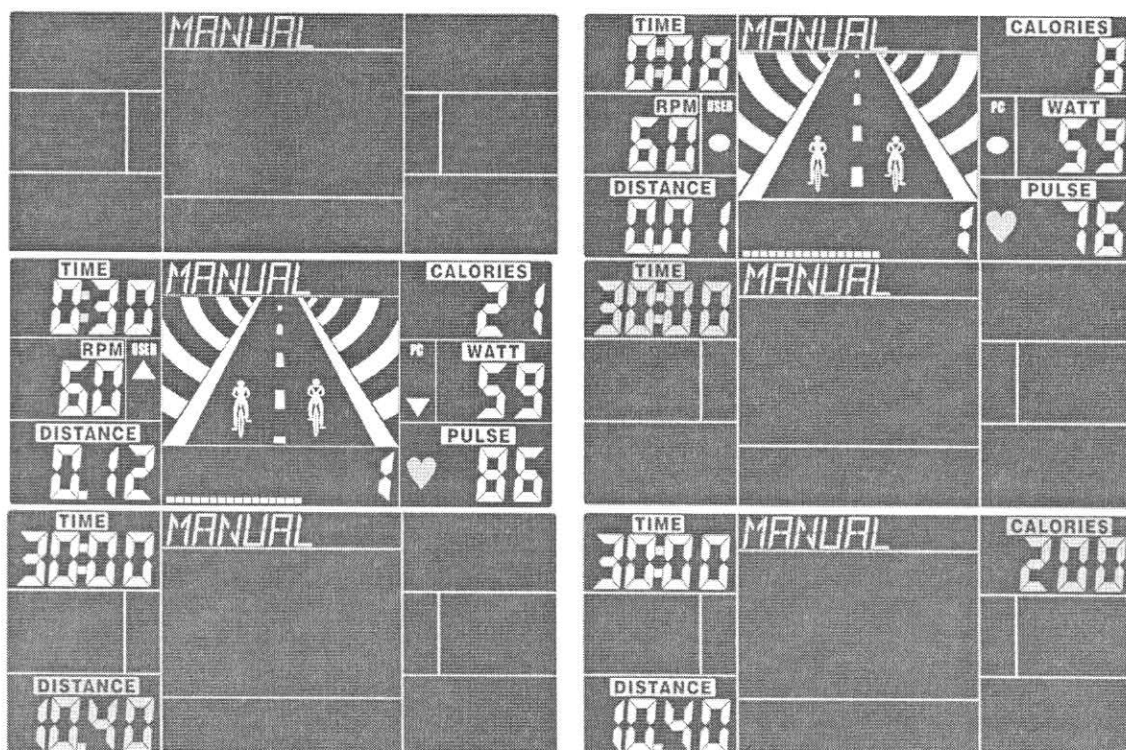 MANUAL
TIME MANUAL CALORIES
0:08 8
RPM USER PC WATT
60 59
DISTANCE PULSE
0.01 1 76
TIME MANUAL CALORIES
0:30 21
RPM USER PC WATT
60 59
DISTANCE PULSE
0.12 1 86
TIME MANUAL
30:00
TIME MANUAL
30:00
DISTANCE
10.40
TIME MANUAL CALORIES
30:00 200
DISTANCE
10.40